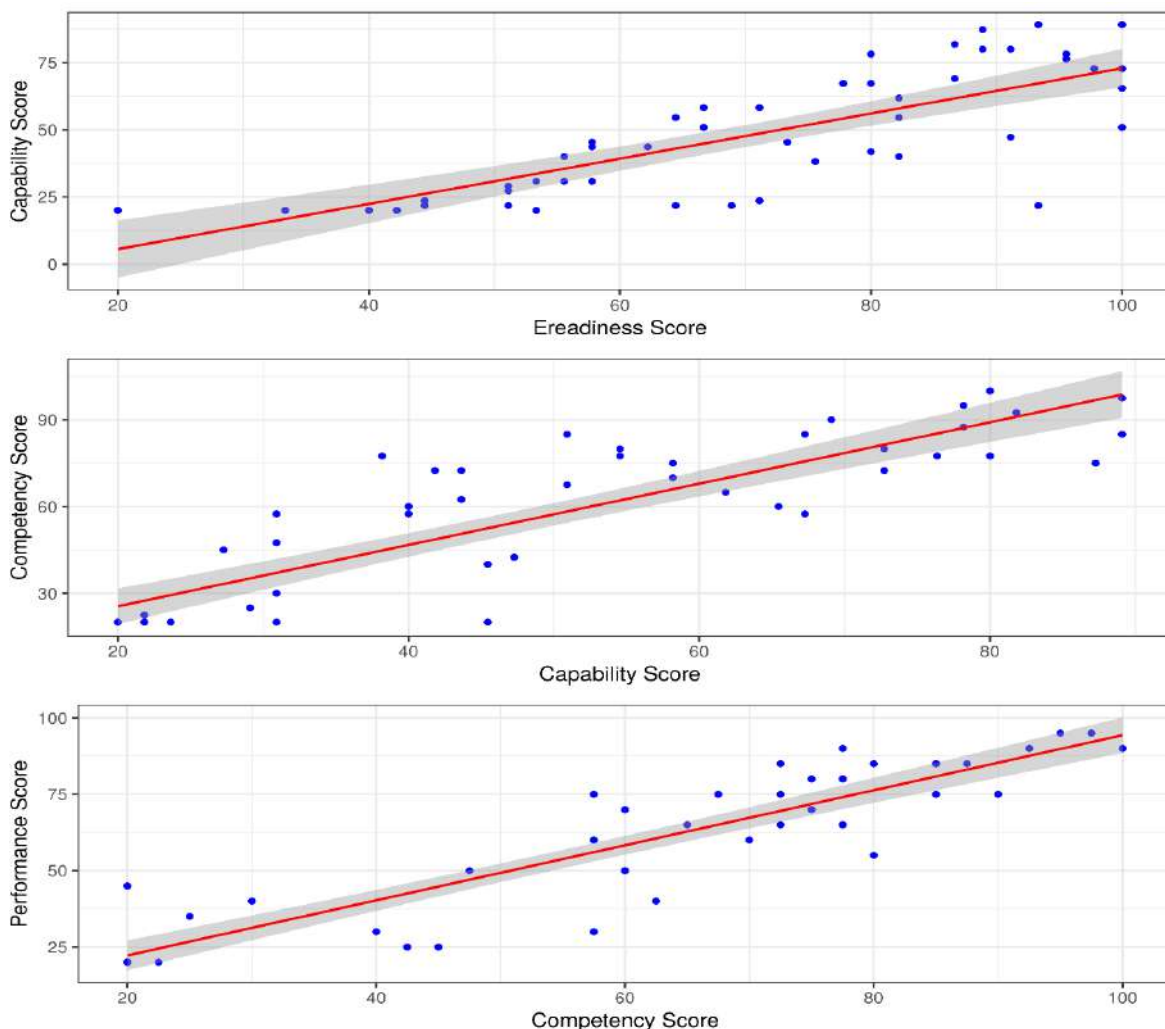 Capability Score
75
50
25
0
20 40 60 80 100
Ereadiness Score
Competency Score
90
60
30
20 40 60 80
Capability Score
Performance Score
100
75
50
25
20 40 60 80 100
Competency Score